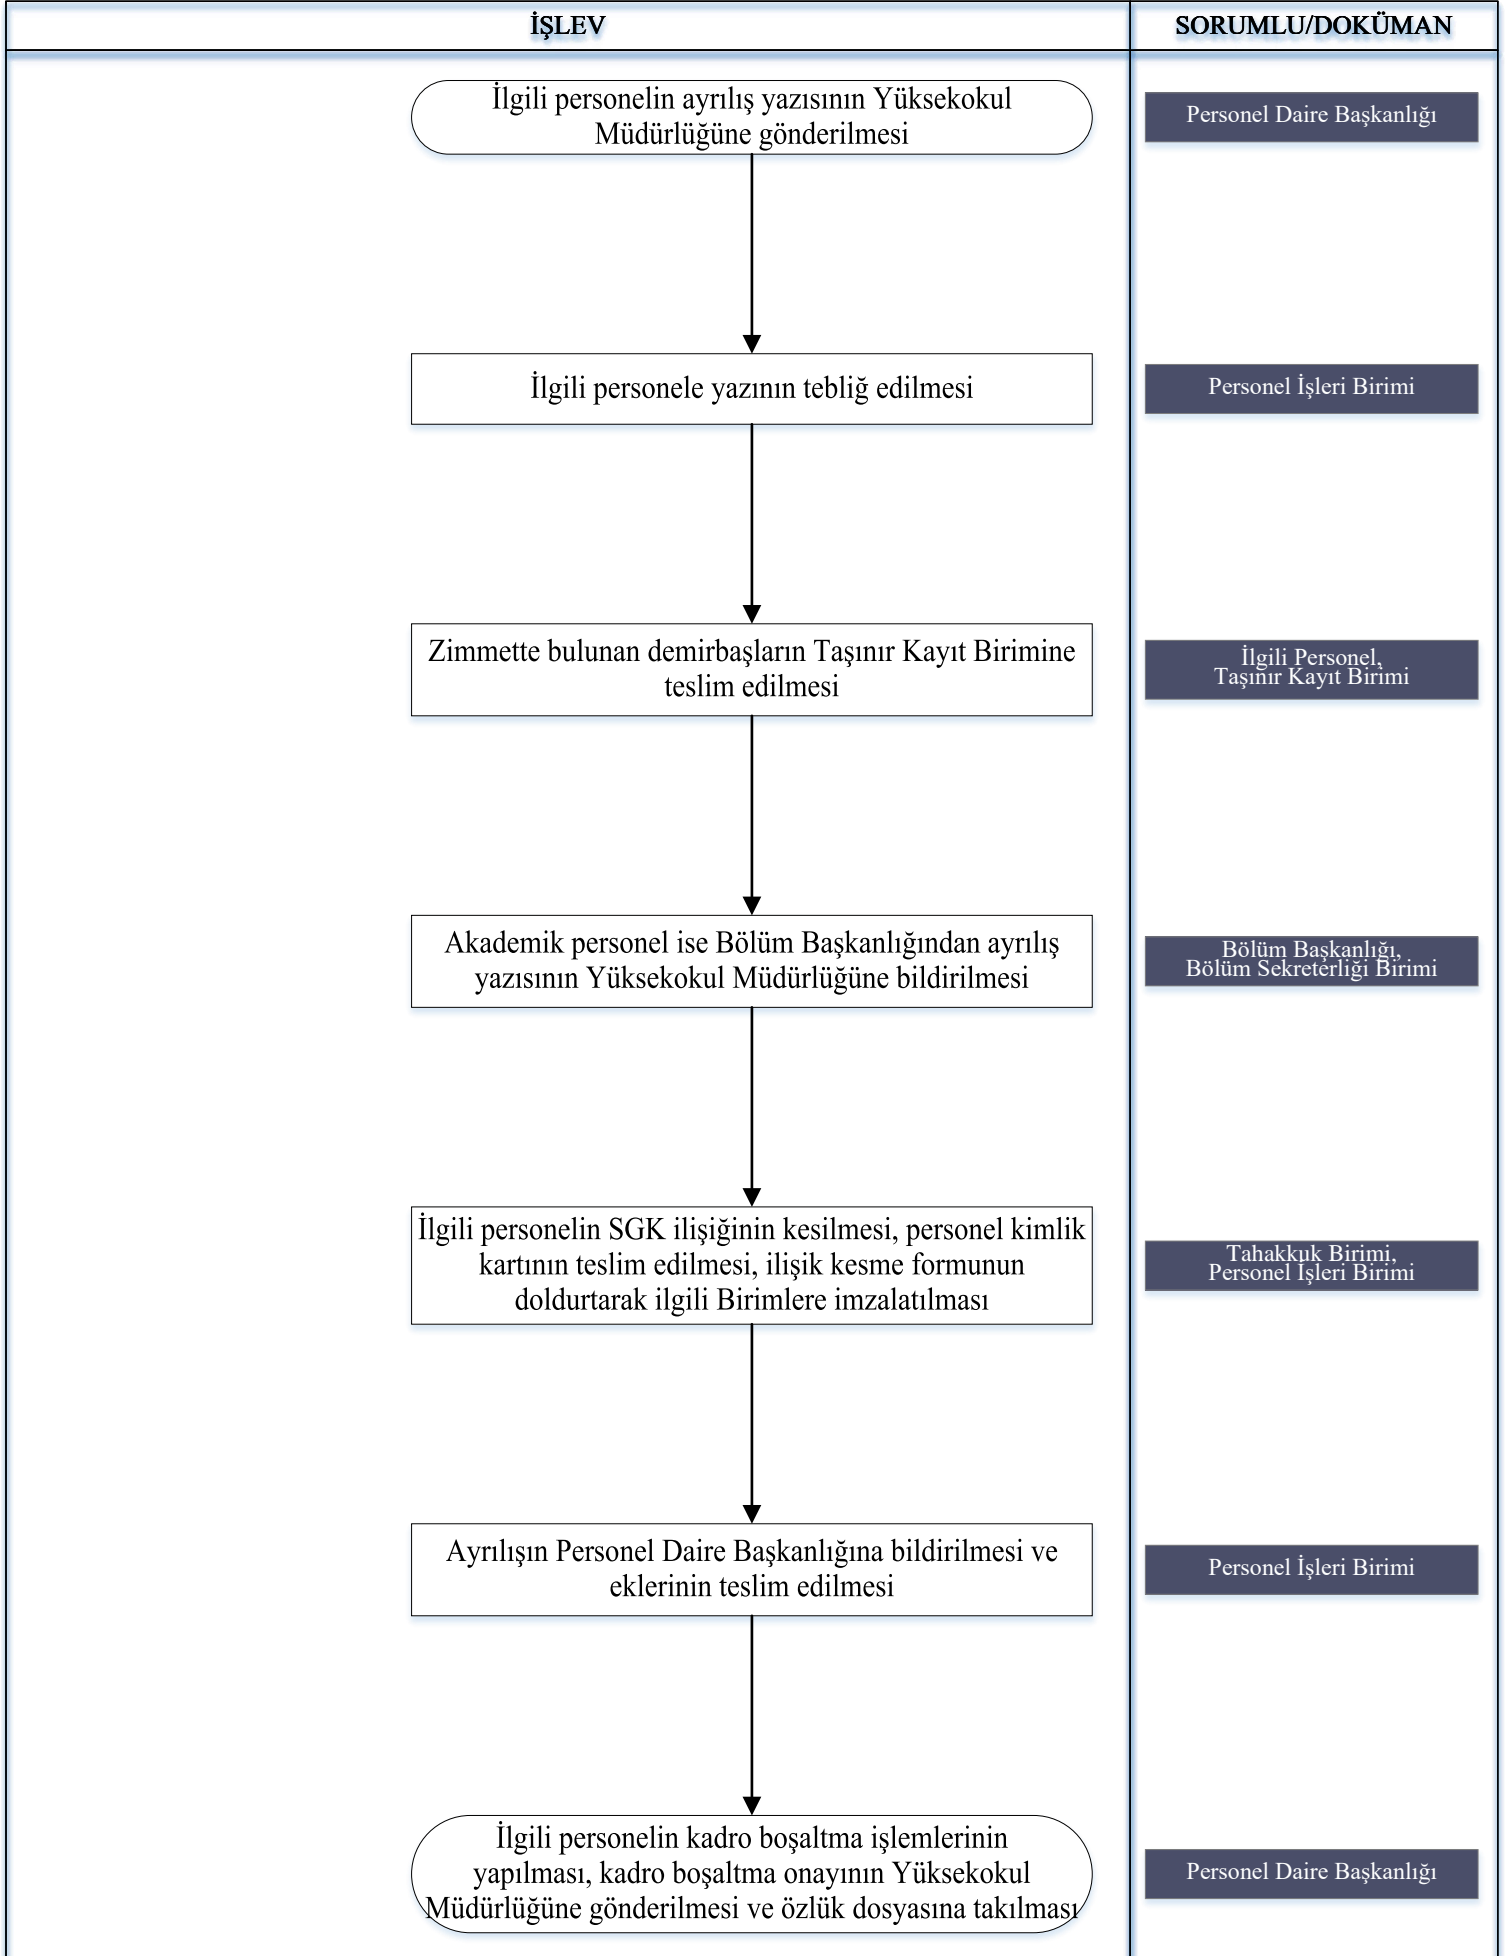 İŞLEV
SORUMLU/DOKÜMAN
İlgili personelin ayrılış yazısının Yüksekokul
Müdürlüğüne gönderilmesi
Personel Daire Başkanlığı
İlgili personele yazının tebliğ edilmesi
Personel İşleri Birimi
Zimmette bulunan demirbaşların Taşınır Kayıt Birimine
teslim edilmesi
İlgili Personel,
Taşınır Kayıt Birimi
Akademik personel ise Bölüm Başkanlığından ayrılış
yazısının Yüksekokul Müdürlüğüne bildirilmesi
Bölüm Başkanlığı,
Bölüm Sekreterliği Birimi
İlgili personelin SGK ilişiğinin kesilmesi, personel kimlik
kartının teslim edilmesi, ilişik kesme formunun
doldurtarak ilgili Birimlere imzalatılması
Tahakkuk Birimi,
Personel İşleri Birimi
Ayrılışın Personel Daire Başkanlığına bildirilmesi ve
eklerinin teslim edilmesi
Personel İşleri Birimi
İlgili personelin kadro boşaltma işlemlerinin
yapılması, kadro boşaltma onayının Yüksekokul
Müdürlüğüne gönderilmesi ve özlük dosyasına takılması
Personel Daire Başkanlığı